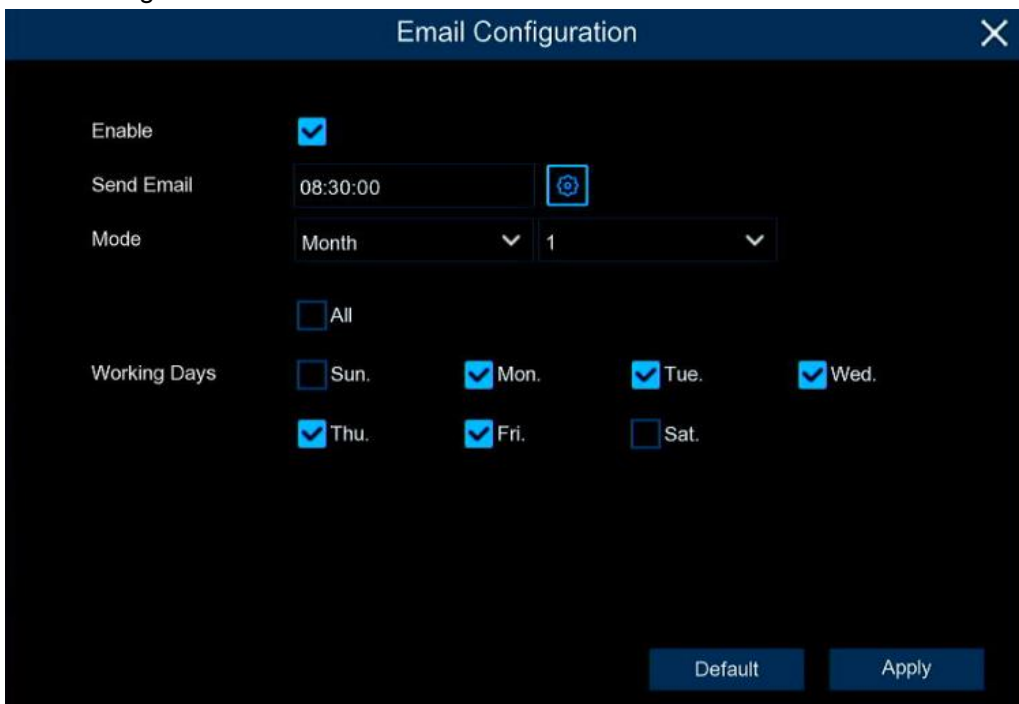 Email Configuration
Enable
Send Email 08:30:00
Mode Month 1
All
Working Days Sun. Mon. Tue. Wed.
Thu. Fri. Sat.
Default Apply